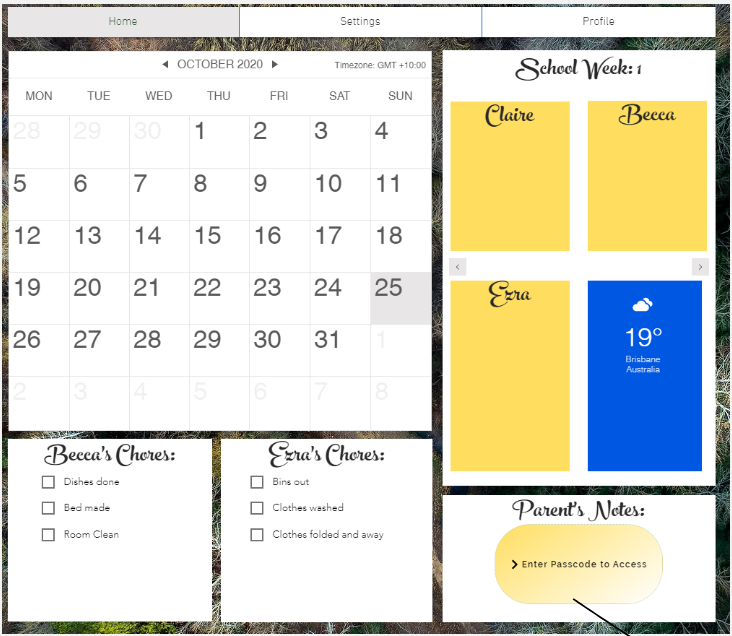 Home Settings Profile
OCTOBER 2020 Timezone: GMT +10:00
MON TUE WED THU FRI SAT SUN
28 29 30 1 2 3 4
5 6 7 8 9 10 11
12 13 14 15 16 17 18
19 20 21 22 23 24 25
26 27 28 29 30 31 1
2 3 4 5 6 7 8
School Week: 1
Claire Becca
Ezra
19°
Brisbane
Australia
Becca's Chores:
Dishes done
Bed made
Room Clean
Ezra's Chores:
Bins out
Clothes washed
Clothes folded and away
Parent's Notes:
Enter Passcode to Access